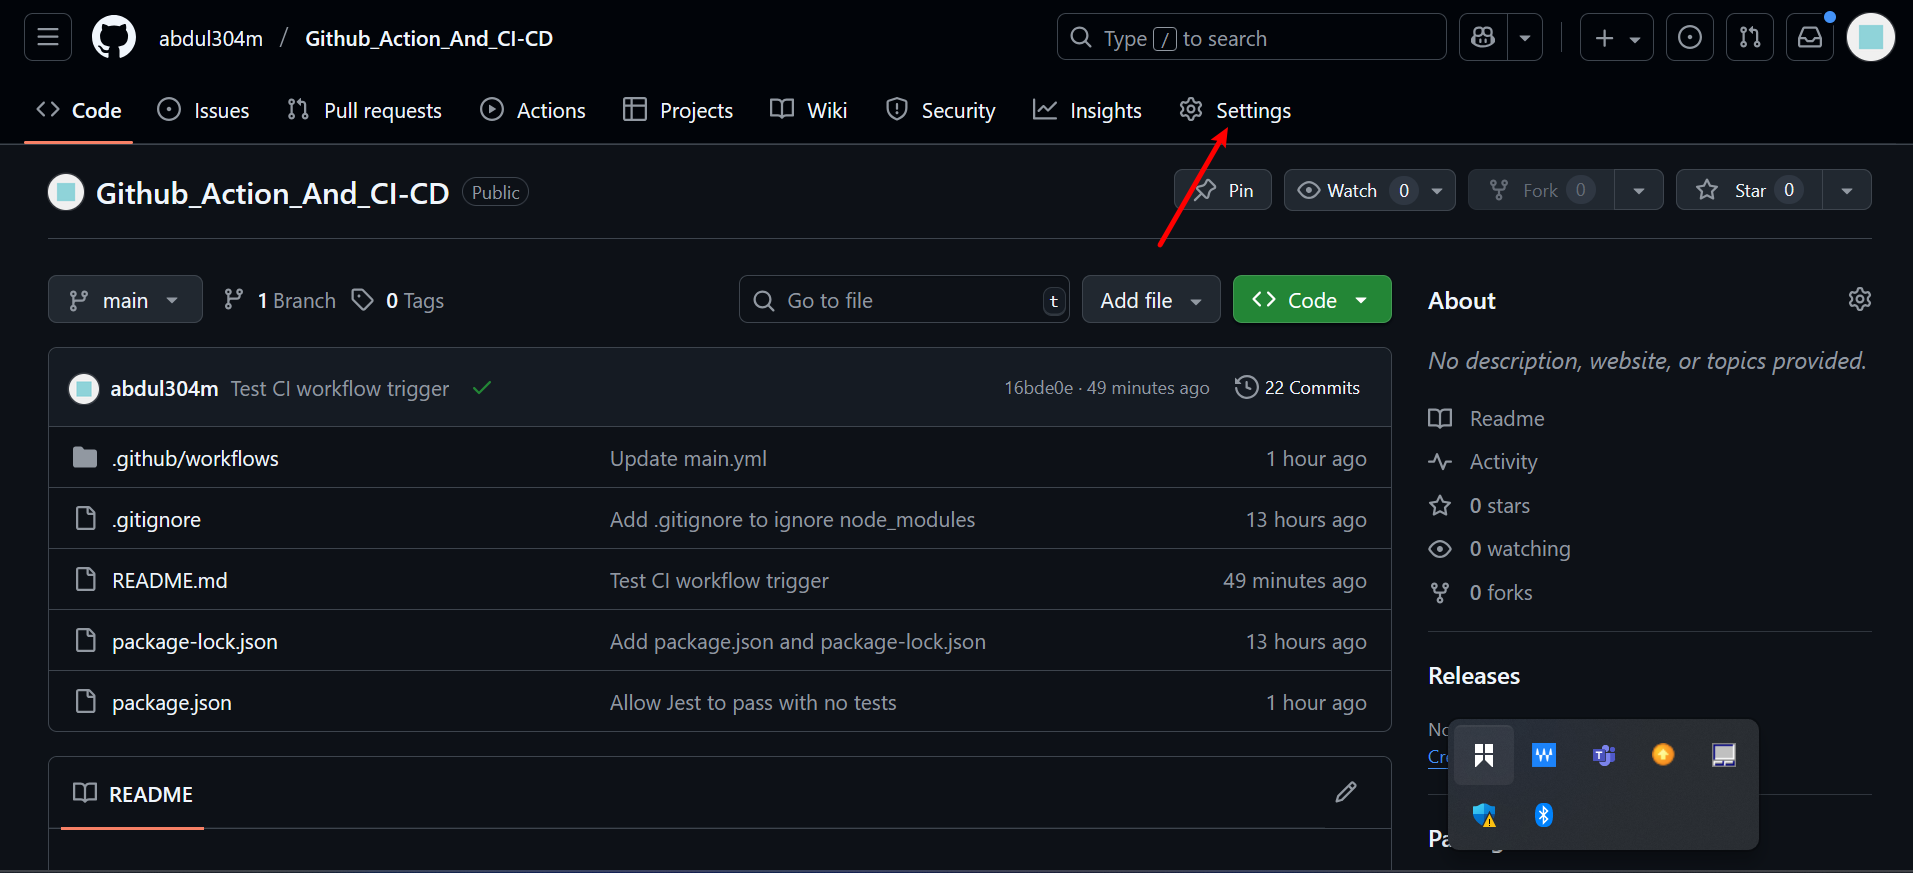 abdul304m / Github_Action_And_CI-CD Type / to search
Code Issues Pull requests Actions Projects Wiki Security Insights Settings
Github_Action_And_CI-CD Public Pin Watch 0 Fork 0 Star 0
main 1 Branch 0 Tags Go to file t Add file Code
abdul304m Test CI workflow trigger 16bde0e · 49 minutes ago 22 Commits
.github/workflows Update main.yml 1 hour ago
.gitignore Add .gitignore to ignore node_modules 13 hours ago
README.md Test CI workflow trigger 49 minutes ago
package-lock.json Add package.json and package-lock.json 13 hours ago
package.json Allow Jest to pass with no tests 1 hour ago
README
About
No description, website, or topics provided.
Readme
Activity
0 stars
0 watching
0 forks
Releases